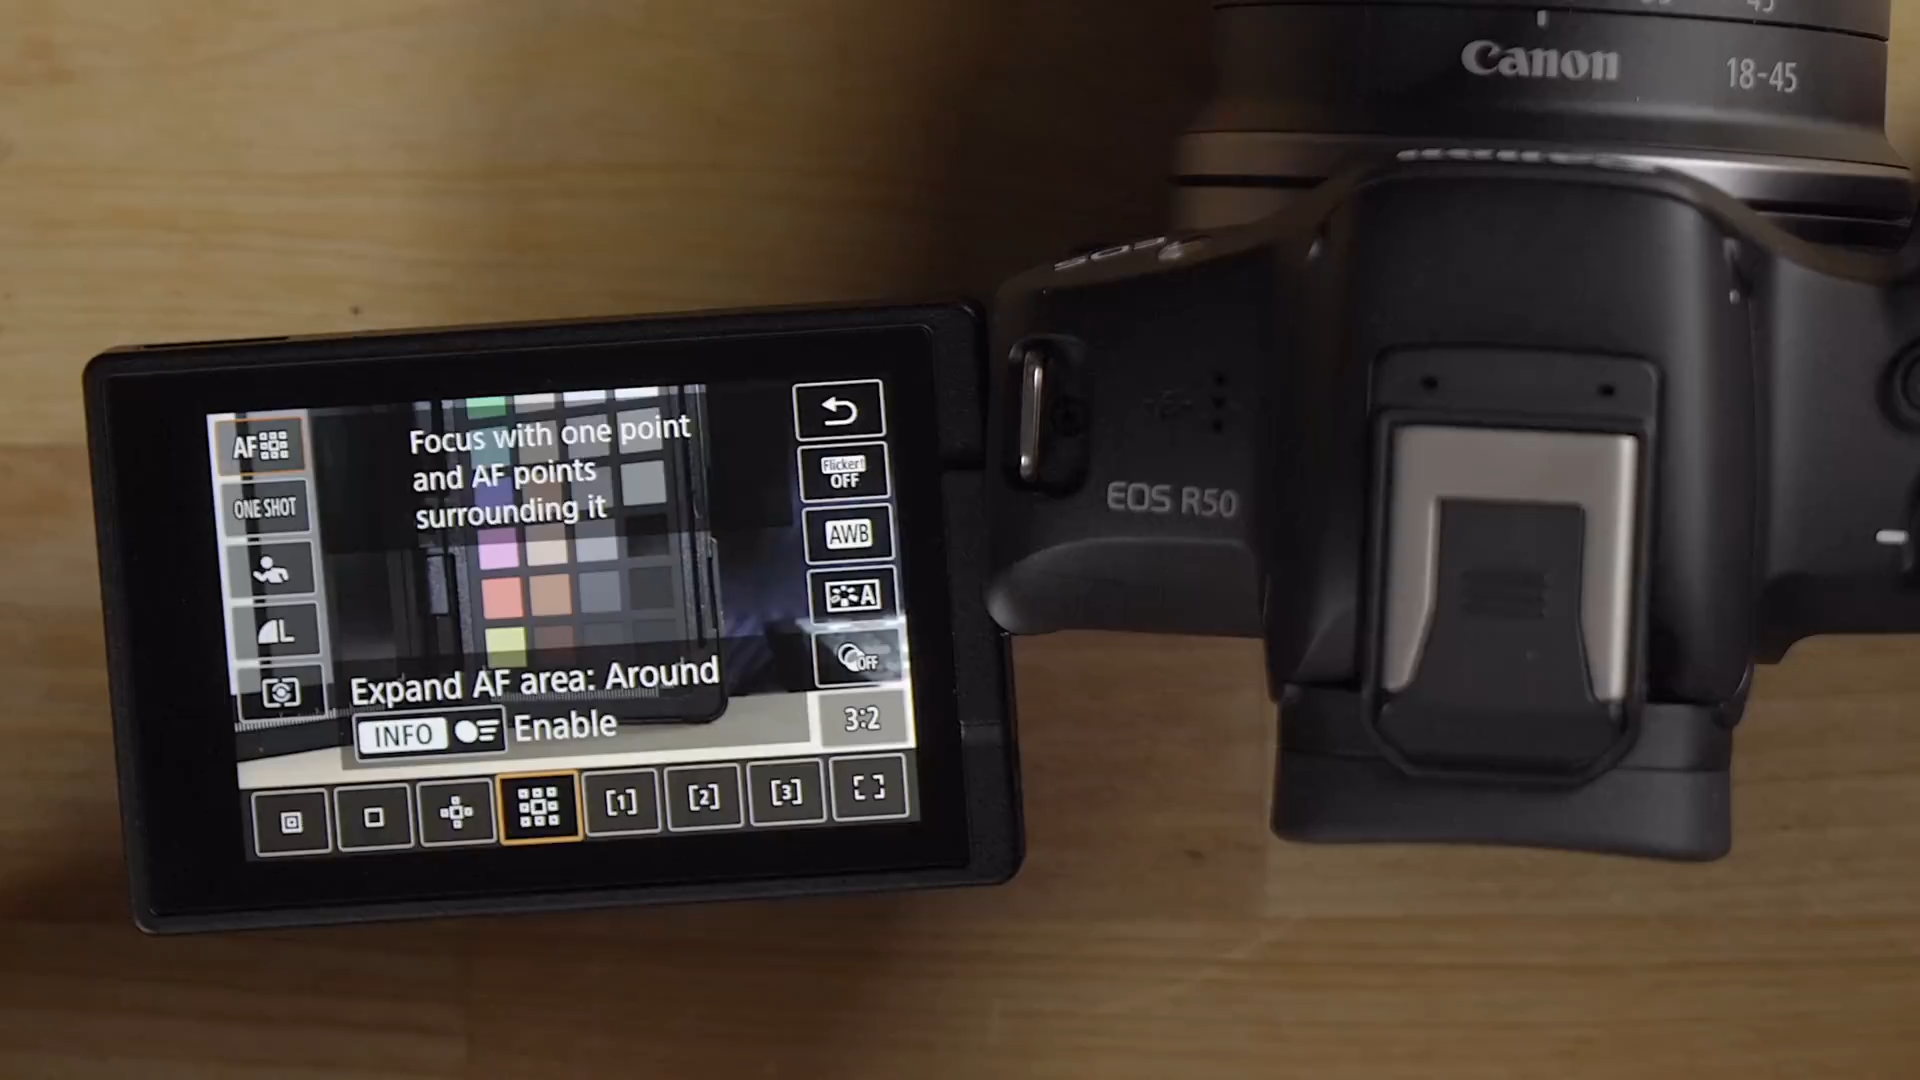 45
Canon
18-45
EOS R50
AF
ONE SHOT
L
Focus with one point
and AF points
surrounding it
Expand AF area: Around
INFO Enable
Flicker!
OFF
AWB
A
OFF
3:2
[1]
[2]
[3]